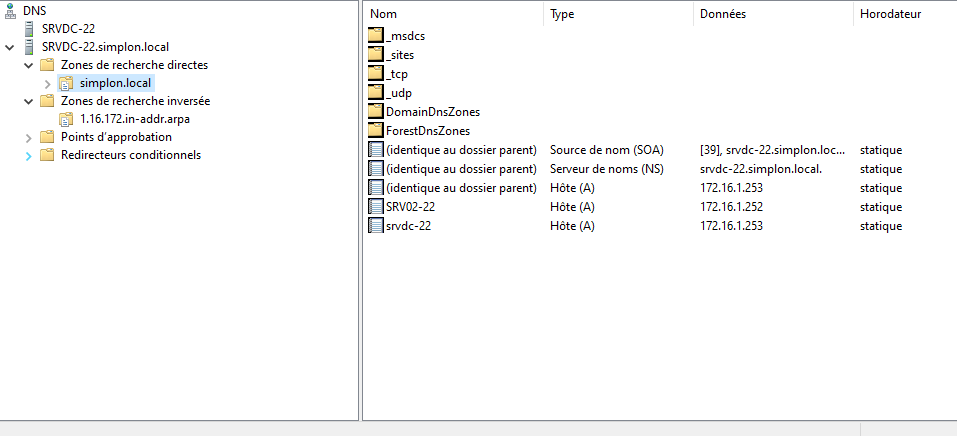 DNS
SRVDC-22
SRVDC-22.simplon.local
Zones de recherche directes
simplon.local
Zones de recherche inversée
1.16.172.in-addr.arpa
Points d'approbation
Redirecteurs conditionnels
Nom Type Données Horodateur
_msdcs
_sites
_tcp
_udp
DomainDnsZones
ForestDnsZones
(identique au dossier parent) Source de nom (SOA) [39], srvdc-22.simplon.loc... statique
(identique au dossier parent) Serveur de noms (NS) srvdc-22.simplon.local. statique
(identique au dossier parent) Hôte (A) 172.16.1.253 statique
SRV02-22 Hôte (A) 172.16.1.252 statique
srvdc-22 Hôte (A) 172.16.1.253 statique